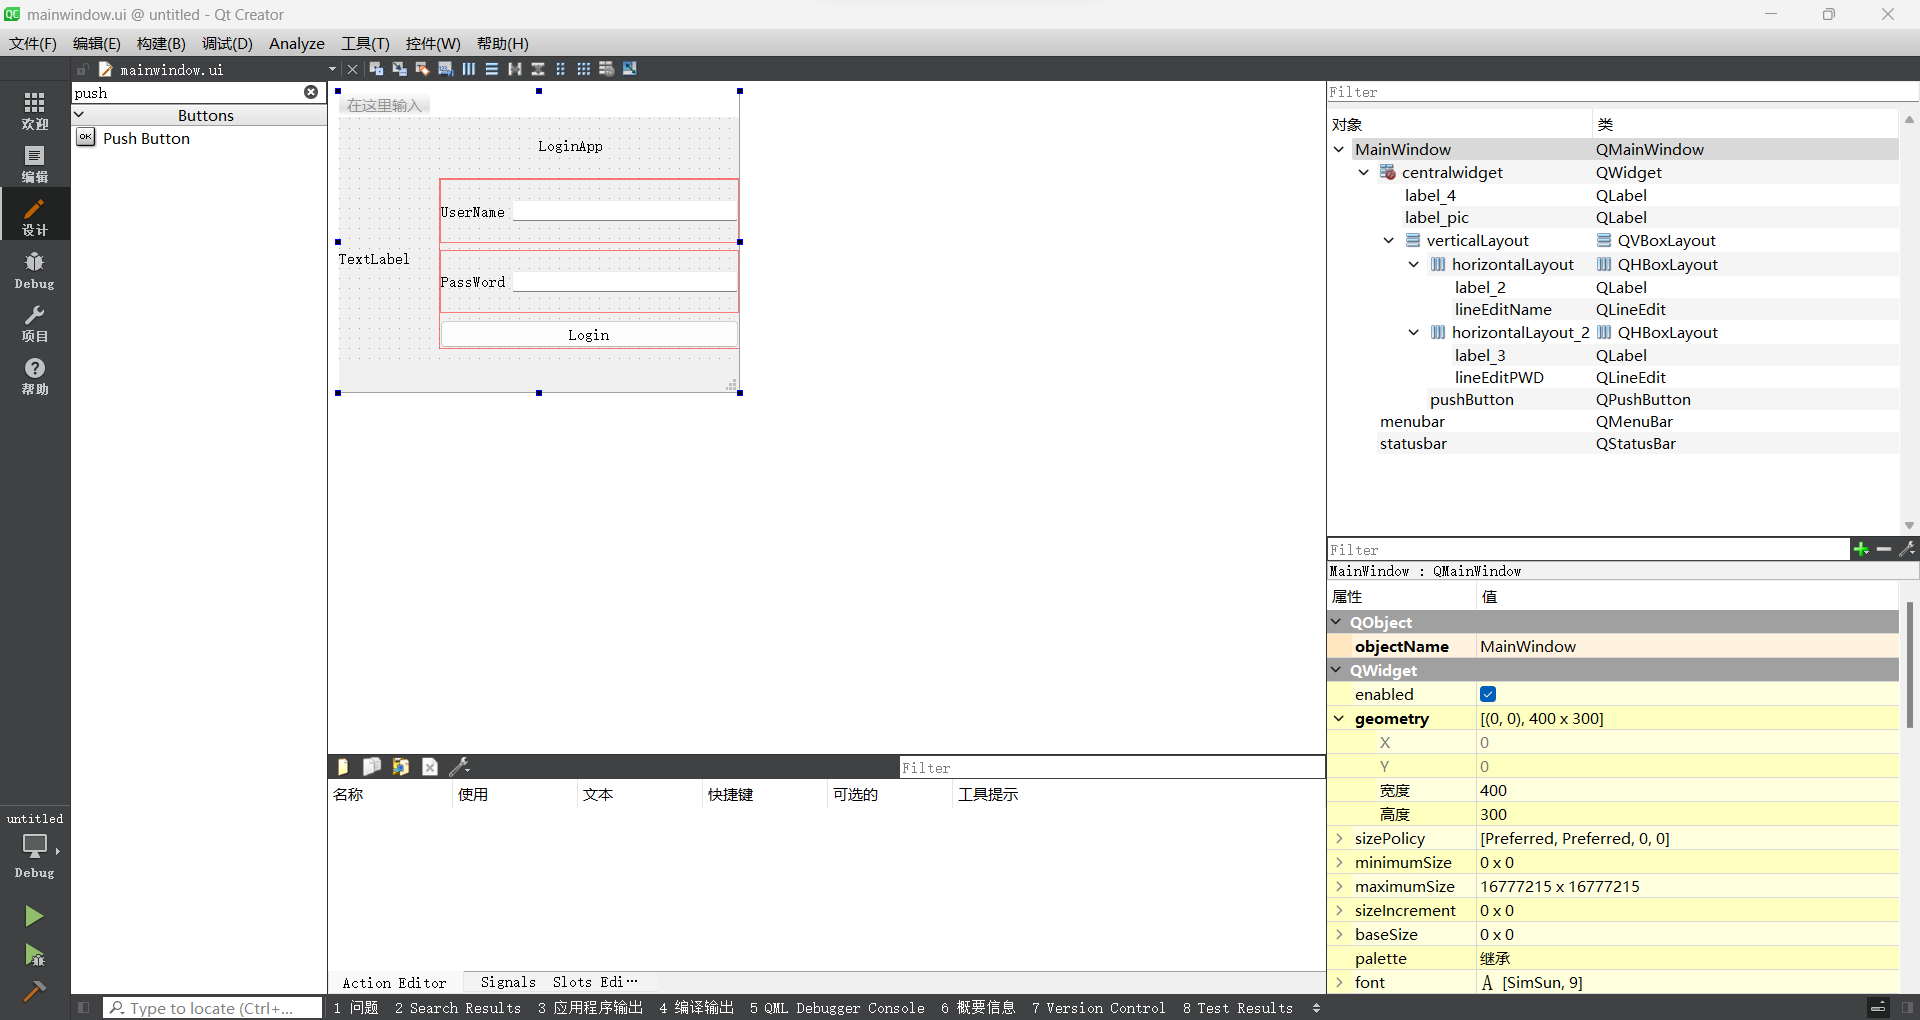 mainwindow.ui @ untitled - Qt Creator
文件(F) 编辑(E) 构建(B) 调试(D) Analyze 工具(T) 控件(W) 帮助(H)
mainwindow.ui
push
Buttons
Push Button
欢迎
编辑
设计
Debug
项目
帮助
untitled
Debug
在这里输入
LoginApp
UserName
TextLabel
PassWord
Login
Filter
对象 类
MainWindow QMainWindow
centralwidget QWidget
label_4 QLabel
label_pic QLabel
verticalLayout QVBoxLayout
horizontalLayout QHBoxLayout
label_2 QLabel
lineEditName QLineEdit
horizontalLayout_2 QHBoxLayout
label_3 QLabel
lineEditPWD QLineEdit
pushButton QPushButton
menubar QMenuBar
statusbar QStatusBar
Filter
MainWindow : QMainWindow
属性 值
QObject
objectName MainWindow
QWidget
enabled
geometry [(0, 0), 400 x 300]
X 0
Y 0
宽度 400
高度 300
sizePolicy [Preferred, Preferred, 0, 0]
minimumSize 0 x 0
maximumSize 16777215 x 16777215
sizeIncrement 0 x 0
baseSize 0 x 0
palette 继承
font A [SimSun, 9]
Filter
名称 使用 文本 快捷键 可选的 工具提示
Action Editor Signals Slots Edi···
Type to locate (Ctrl+...
1 问题 2 Search Results 3 应用程序输出 4 编译输出 5 QML Debugger Console 6 概要信息 7 Version Control 8 Test Results